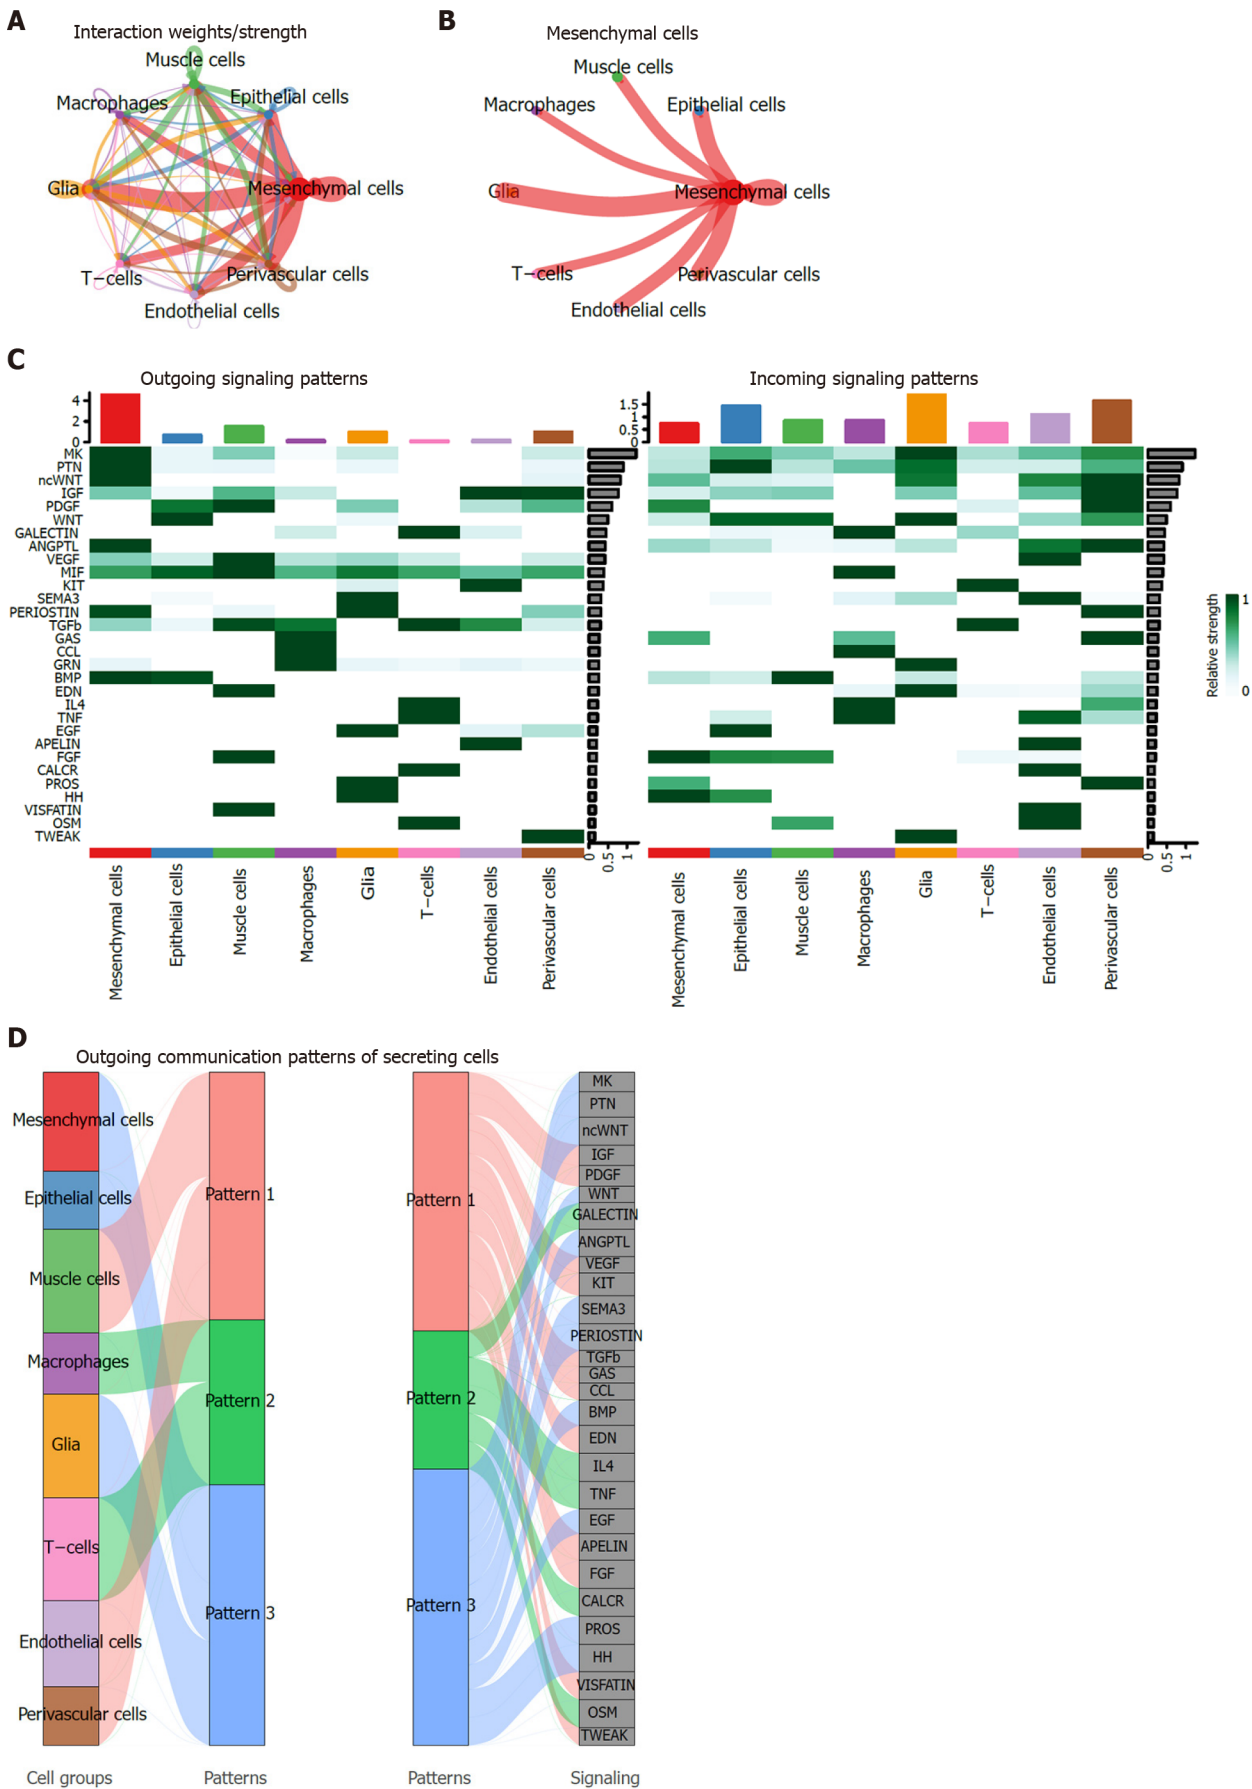 A
Interaction weights/strength
Muscle cells
Macrophages
Epithelial cells
Glia
Mesenchymal cells
T−cells
Perivascular cells
Endothelial cells
B
Mesenchymal cells
Muscle cells
Macrophages
Epithelial cells
Glia
Mesenchymal cells
T−cells
Perivascular cells
Endothelial cells
C
Outgoing signaling patterns
4
2
0
MK
PTN
ncWNT
IGF
PDGF
WNT
GALECTIN
ANGPTL
VEGF
MIF
KIT
SEMA3
PERIOSTIN
TGFb
GAS
CCL
GRN
BMP
EDN
IL4
TNF
EGF
APELIN
FGF
CALCR
PROS
HH
VISFATIN
OSM
TWEAK
0
0.5
1
Mesenchymal cells
Epithelial cells
Muscle cells
Macrophages
Glia
T−cells
Endothelial cells
Perivascular cells
Incoming signaling patterns
1.5
1
0.5
0
0
0.5
1
Mesenchymal cells
Epithelial cells
Muscle cells
Macrophages
Glia
T−cells
Endothelial cells
Perivascular cells
Relative strength
1
0
D
Outgoing communication patterns of secreting cells
Mesenchymal cells
Epithelial cells
Muscle cells
Macrophages
Glia
T−cells
Endothelial cells
Perivascular cells
Cell groups
Pattern 1
Pattern 2
Pattern 3
Patterns
Pattern 1
Pattern 2
Pattern 3
Patterns
MK
PTN
ncWNT
IGF
PDGF
WNT
GALECTIN
ANGPTL
VEGF
KIT
SEMA3
PERIOSTIN
TGFb
GAS
CCL
BMP
EDN
IL4
TNF
EGF
APELIN
FGF
CALCR
PROS
HH
VISFATIN
OSM
TWEAK
Signaling